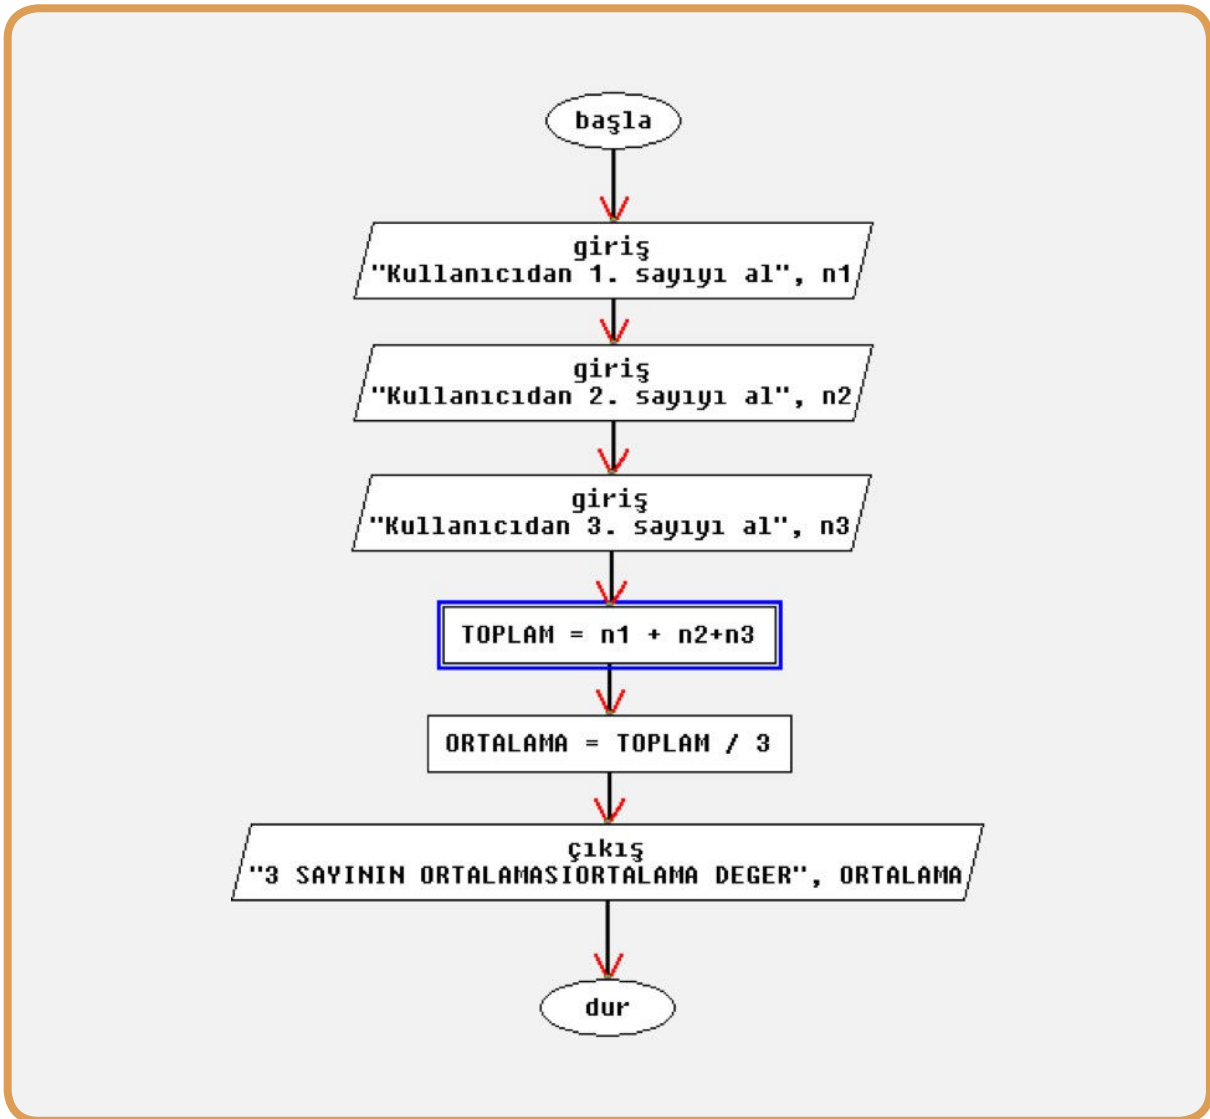 başla
giriş
"Kullanıcıdan 1. sayıyı al", n1
giriş
"Kullanıcıdan 2. sayıyı al", n2
giriş
"Kullanıcıdan 3. sayıyı al", n3
TOPLAM = n1 + n2+n3
ORTALAMA = TOPLAM / 3
çıkış
"3 SAYININ ORTALAMASIORTALAMA DEGER", ORTALAMA
dur